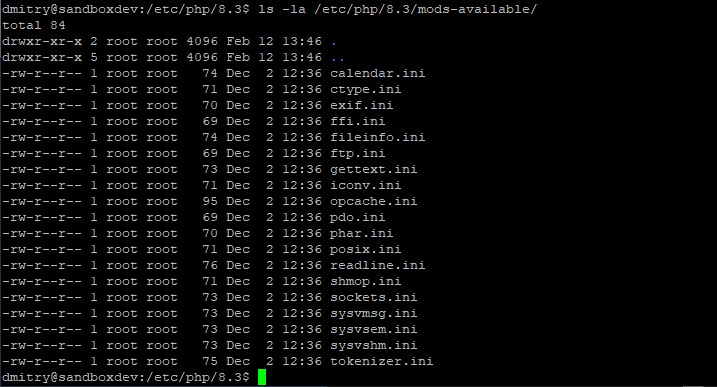 dmitry@sandboxdev:/etc/php/8.3$ ls -la /etc/php/8.3/mods-available/
total 84
drwxr-xr-x 2 root root 4096 Feb 12 13:46 .
drwxr-xr-x 5 root root 4096 Feb 12 13:46 ..
-rw-r--r-- 1 root root   74 Dec  2 12:36 calendar.ini
-rw-r--r-- 1 root root   71 Dec  2 12:36 ctype.ini
-rw-r--r-- 1 root root   70 Dec  2 12:36 exif.ini
-rw-r--r-- 1 root root   69 Dec  2 12:36 ffi.ini
-rw-r--r-- 1 root root   74 Dec  2 12:36 fileinfo.ini
-rw-r--r-- 1 root root   69 Dec  2 12:36 ftp.ini
-rw-r--r-- 1 root root   73 Dec  2 12:36 gettext.ini
-rw-r--r-- 1 root root   71 Dec  2 12:36 iconv.ini
-rw-r--r-- 1 root root   95 Dec  2 12:36 opcache.ini
-rw-r--r-- 1 root root   69 Dec  2 12:36 pdo.ini
-rw-r--r-- 1 root root   70 Dec  2 12:36 phar.ini
-rw-r--r-- 1 root root   71 Dec  2 12:36 posix.ini
-rw-r--r-- 1 root root   76 Dec  2 12:36 readline.ini
-rw-r--r-- 1 root root   71 Dec  2 12:36 shmop.ini
-rw-r--r-- 1 root root   73 Dec  2 12:36 sockets.ini
-rw-r--r-- 1 root root   73 Dec  2 12:36 sysvmsg.ini
-rw-r--r-- 1 root root   73 Dec  2 12:36 sysvsem.ini
-rw-r--r-- 1 root root   73 Dec  2 12:36 sysvshm.ini
-rw-r--r-- 1 root root   75 Dec  2 12:36 tokenizer.ini
dmitry@sandboxdev:/etc/php/8.3$